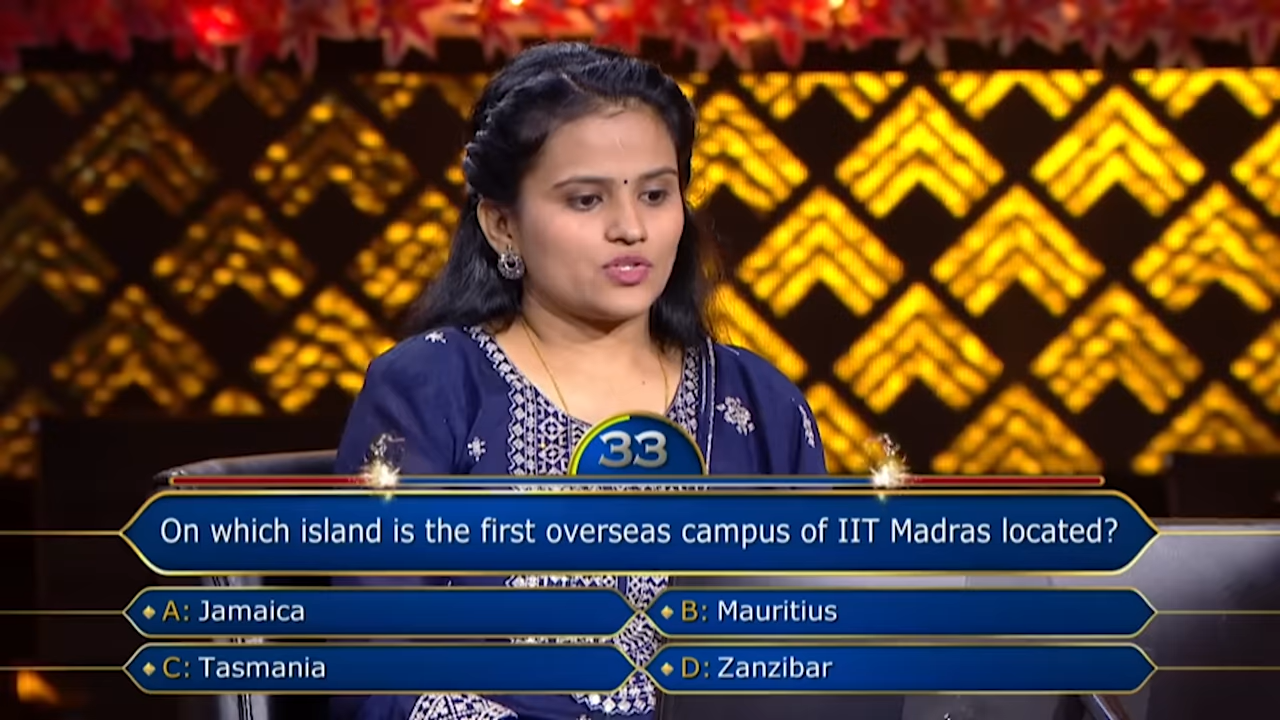 33
On which island is the first overseas campus of IIT Madras located?
A: Jamaica
B: Mauritius
C: Tasmania
D: Zanzibar